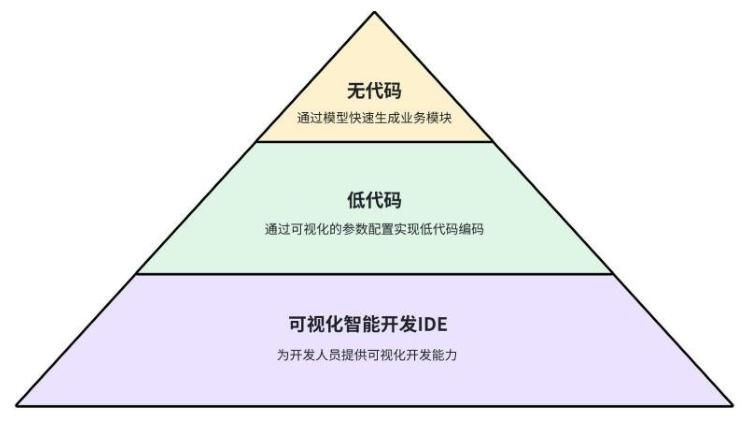 无代码
通过模型快速生成业务模块
低代码
通过可视化的参数配置实现低代码编码
可视化智能开发IDE
为开发人员提供可视化开发能力